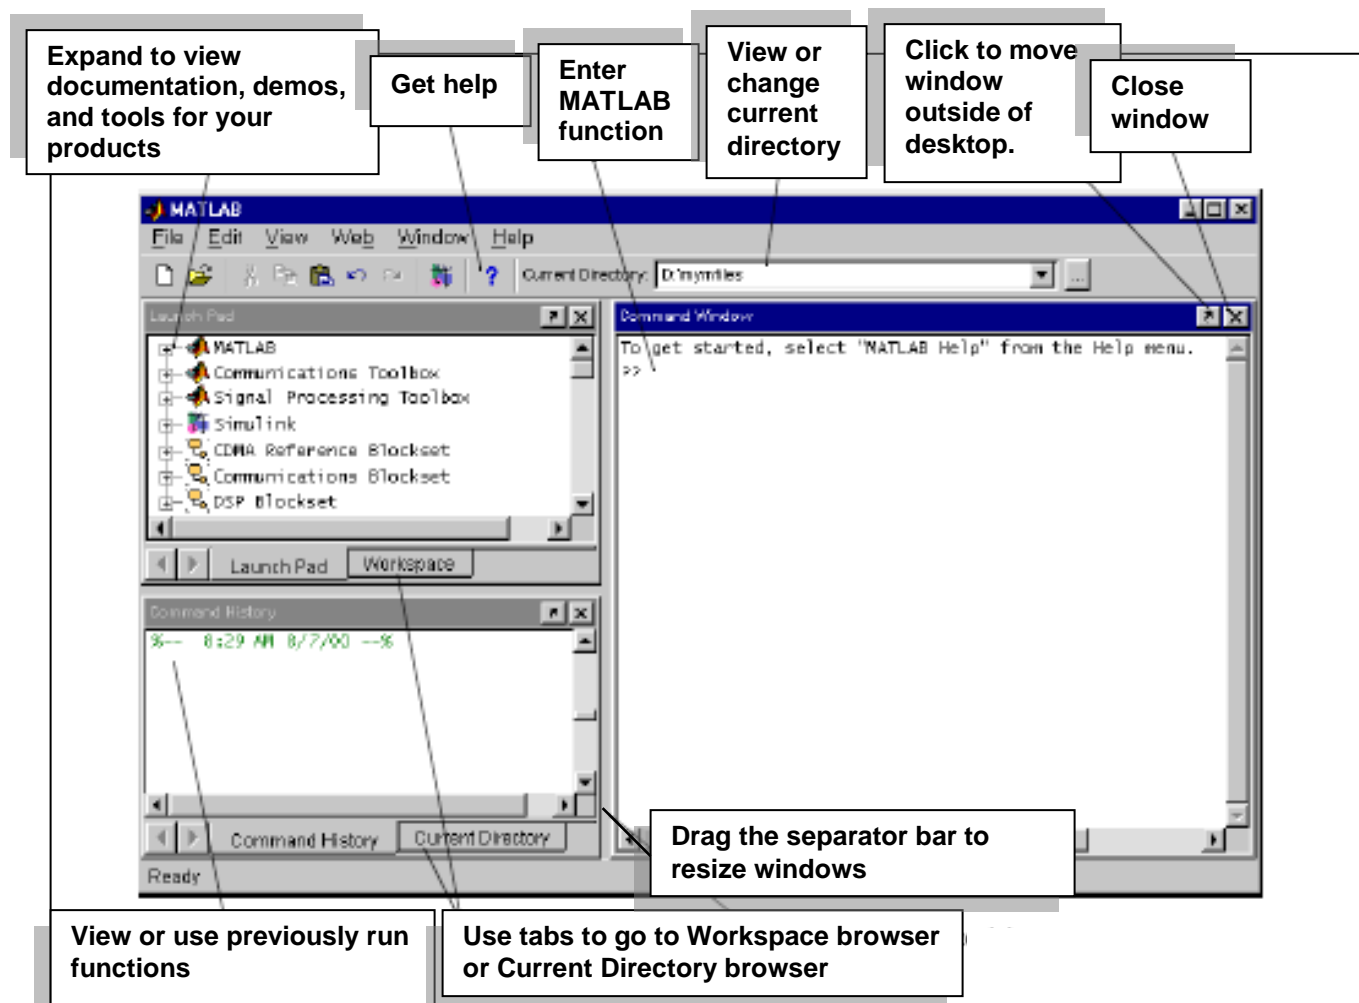 Expand to view
documentation, demos,
and tools for your
products
Get help
Enter
MATLAB
function
View or
change
current
directory
Click to move
window
outside of
desktop.
Close
window
MATLAB
File Edit View Web Window Help
Current Directory: D:\mymfiles
Launch Pad
MATLAB
Communications Toolbox
Signal Processing Toolbox
Simulink
CDMA Reference Blockset
Communications Blockset
DSP Blockset
Launch Pad Workspace
Command Window
To get started, select "MATLAB Help" from the Help menu.
>>
Command History
%-- 8:29 AM 8/7/00 --%
Command History Current Directory
Ready
Drag the separator bar to
resize windows
View or use previously run
functions
Use tabs to go to Workspace browser
or Current Directory browser